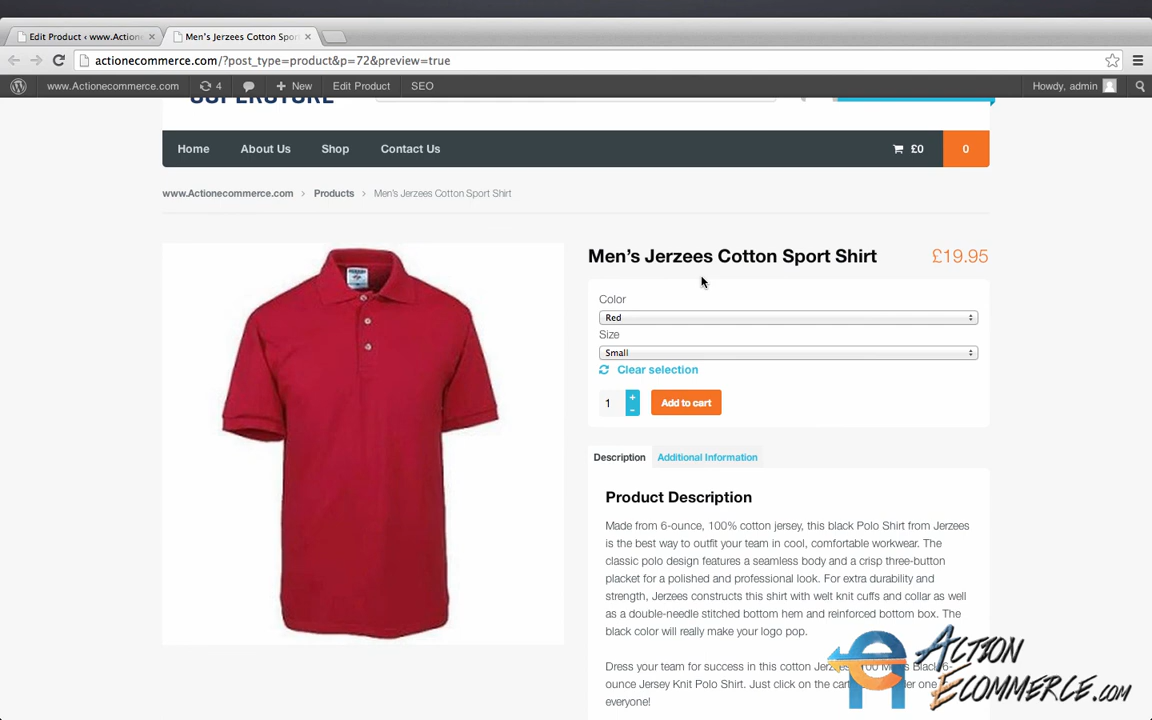 Edit Product ‹ www.Action
Men's Jerzees Cotton Spor
actionecommerce.com/?post_type=product&p=72&preview=true
www.Actionecommerce.com 4 New Edit Product SEO Howdy, admin
SUPERSTORE
Home About Us Shop Contact Us £0 0
www.Actionecommerce.com > Products > Men's Jerzees Cotton Sport Shirt
Men's Jerzees Cotton Sport Shirt £19.95
Color
Red
Size
Small
Clear selection
1 + - Add to cart
Description Additional Information
Product Description
Made from 6-ounce, 100% cotton jersey, this black Polo Shirt from Jerzees
is the best way to outfit your team in cool, comfortable workwear. The
classic polo design features a seamless body and a crisp three-button
placket for a polished and professional look. For extra durability and
strength, Jerzees constructs this shirt with welt knit cuffs and collar as well
as a double-needle stitched bottom hem and reinforced bottom box. The
black color will really make your logo pop.
Dress your team for success in this cotton Black 6-
ounce Jersey Knit Polo Shirt. Just click on the one
everyone!
Action
Ecommerce.com